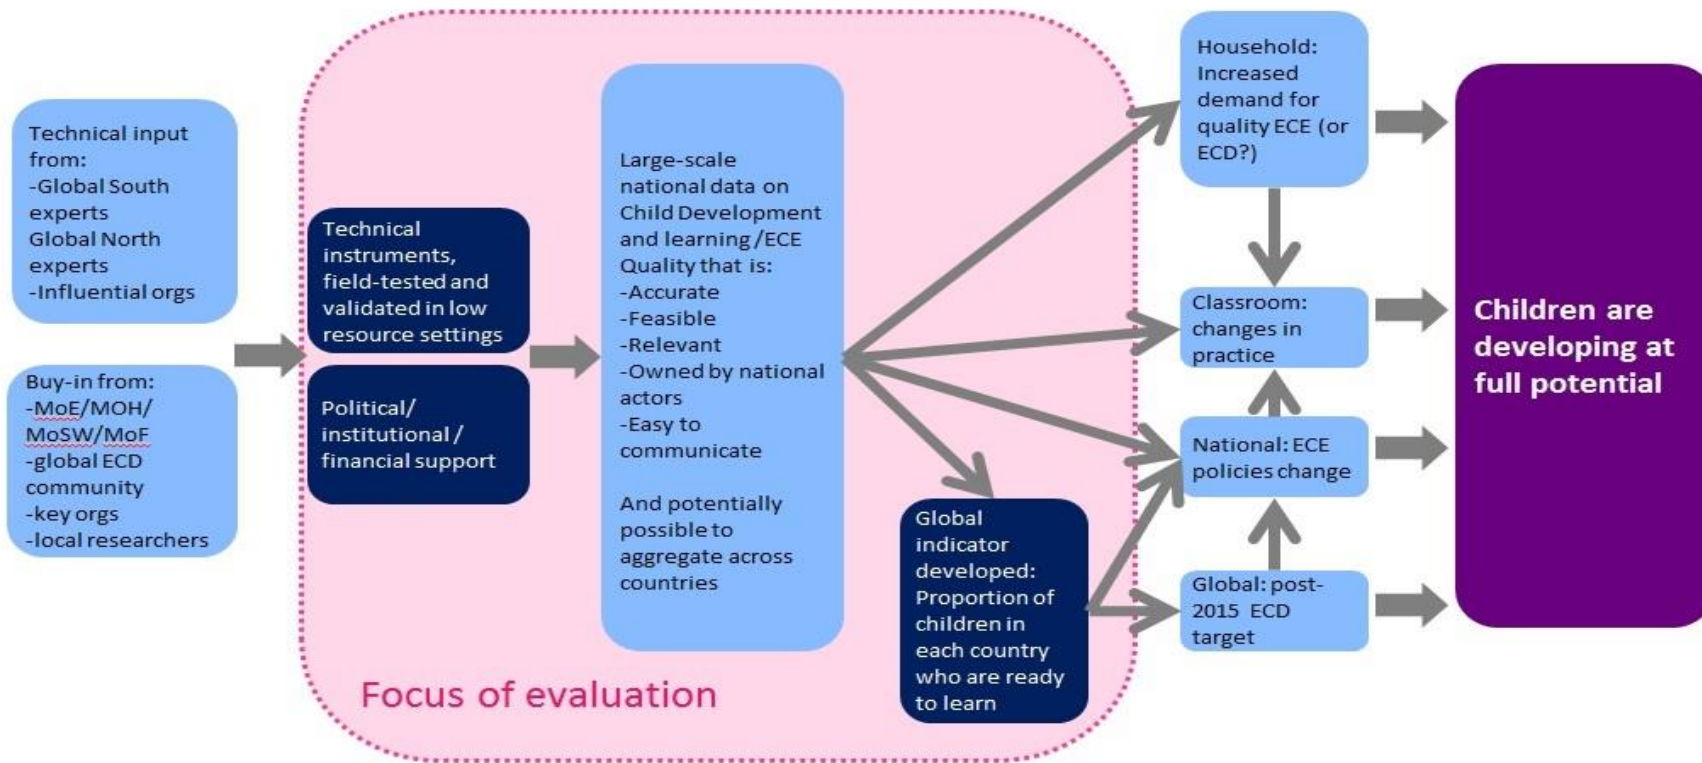 Technical input
from:
-Global South
experts
Global North
experts
-Influential orgs
Buy-in from:
-MoE/MOH/
MoSW/MoF
-global ECD
community
-key orgs
-local researchers
Technical
instruments,
field-tested and
validated in low
resource settings
Political/
institutional /
financial support
Large-scale
national data on
Child Development
and learning/ECE
Quality that is:
-Accurate
-Feasible
-Relevant
-Owned by national
actors
-Easy to
communicate
And potentially
possible to
aggregate across
countries
Global
indicator
developed:
Proportion of
children in
each country
who are ready
to learn
Focus of evaluation
Household:
Increased
demand for
quality ECE (or
ECD?)
Classroom:
changes in
practice
National: ECE
policies change
Global: post-
2015 ECD
target
Children are
developing at
full potential